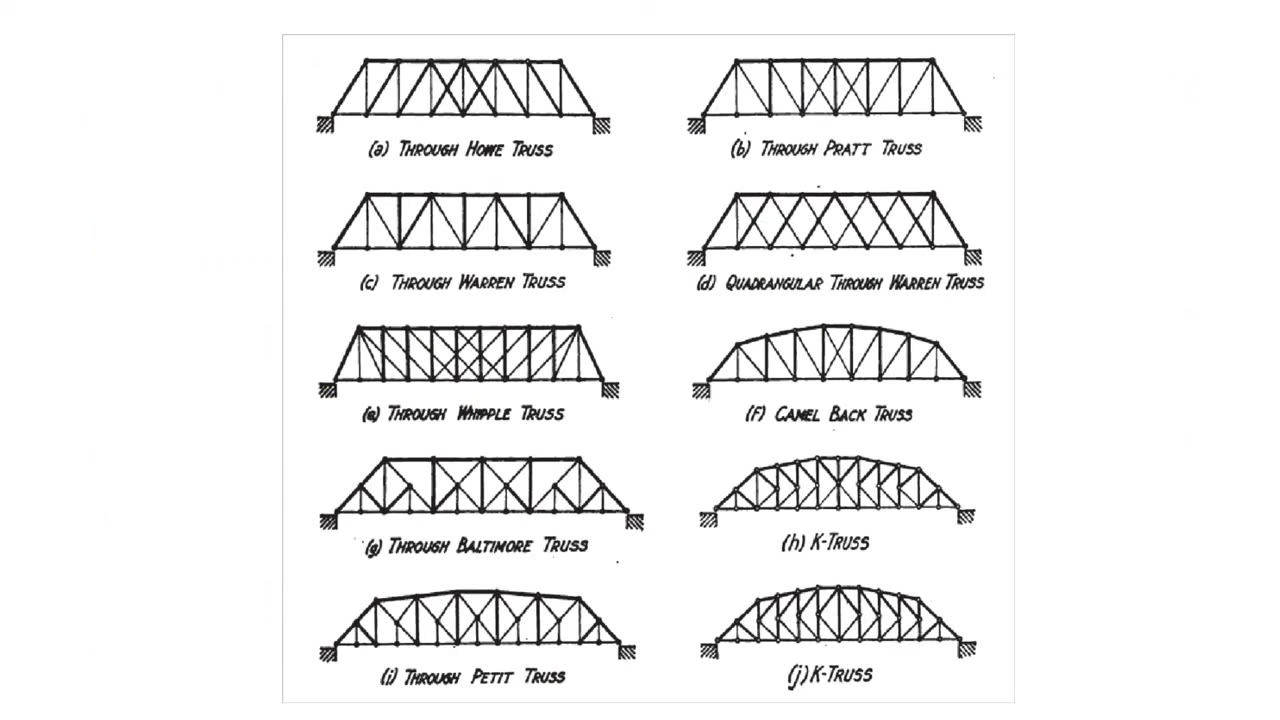 (a) THROUGH HOWE TRUSS
(b) THROUGH PRATT TRUSS
(c) THROUGH WARREN TRUSS
(d) QUADRANGULAR THROUGH WARREN TRUSS
(e) THROUGH WHIPPLE TRUSS
(f) CAMEL BACK TRUSS
(g) THROUGH BALTIMORE TRUSS
(h) K-TRUSS
(i) THROUGH PETIT TRUSS
(j) K-TRUSS